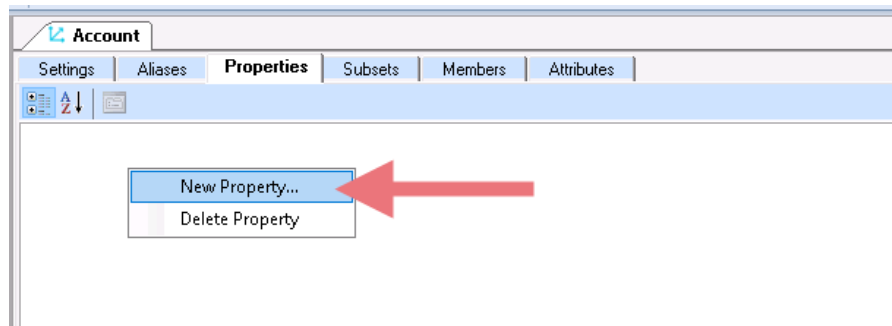 Account
Settings Aliases Properties Subsets Members Attributes
A
Z
New Property...
Delete Property